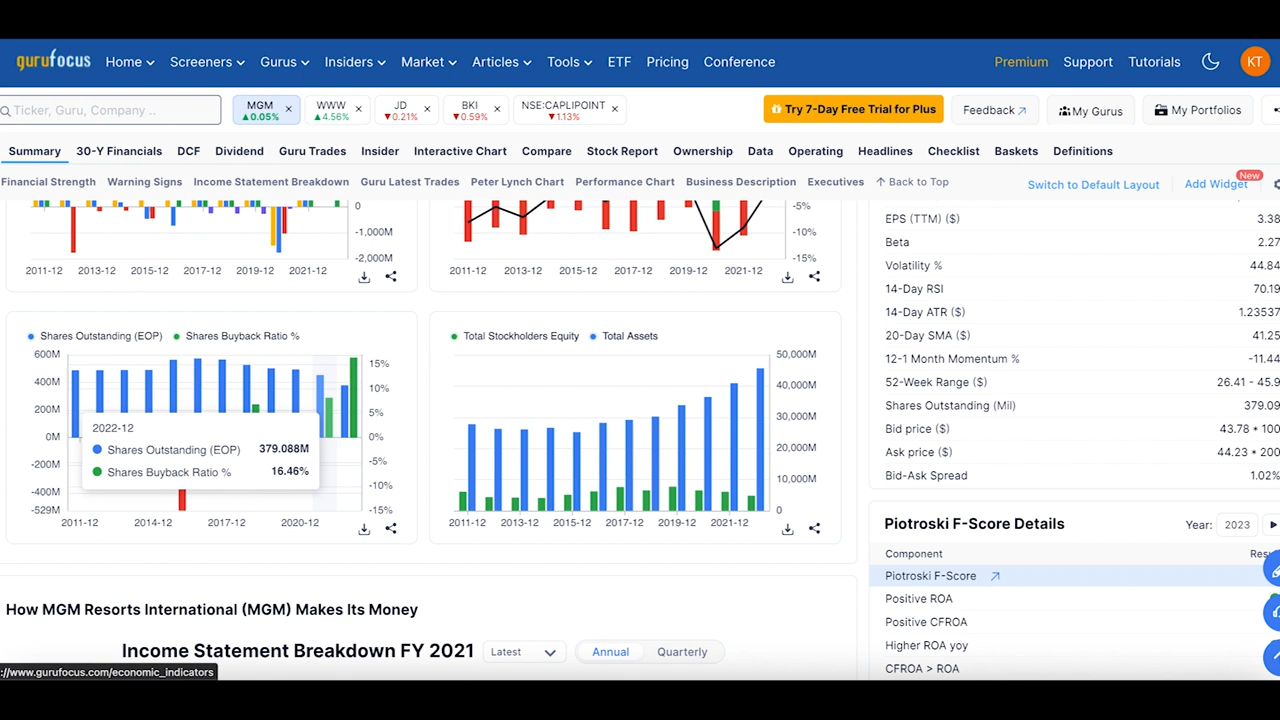 gurufocus Home Screeners Gurus Insiders Market Articles Tools ETF Pricing Conference Premium Support Tutorials KT
Ticker, Guru, Company .. MGM × WWW × JD × BKI × NSE:CAPLIPOINT × Try 7-Day Free Trial for Plus Feedback My Gurus My Portfolios
▲0.05% ▲4.56% ▼0.21% ▼0.59% ▼1.13%
Summary 30-Y Financials DCF Dividend Guru Trades Insider Interactive Chart Compare Stock Report Ownership Data Operating Headlines Checklist Baskets Definitions
Financial Strength Warning Signs Income Statement Breakdown Guru Latest Trades Peter Lynch Chart Performance Chart Business Description Executives Back to Top Switch to Default Layout Add Widget New
0
-1,000M
-2,000M
2011-12 2013-12 2015-12 2017-12 2019-12 2021-12
-5%
-10%
-15%
2011-12 2013-12 2015-12 2017-12 2019-12 2021-12
Shares Outstanding (EOP) Shares Buyback Ratio %
600M 15%
400M 10%
200M 5%
0M 0%
-200M -5%
-400M -10%
-529M -15%
2022-12
Shares Outstanding (EOP) 379.088M
Shares Buyback Ratio % 16.46%
2011-12 2014-12 2017-12 2020-12
Total Stockholders Equity Total Assets
50,000M
40,000M
30,000M
20,000M
10,000M
0
2011-12 2013-12 2015-12 2017-12 2019-12 2021-12
EPS (TTM) ($) 3.38
Beta 2.27
Volatility % 44.84
14-Day RSI 70.19
14-Day ATR ($) 1.23537
20-Day SMA ($) 41.25
12-1 Month Momentum % -11.44
52-Week Range ($) 26.41 - 45.9
Shares Outstanding (Mil) 379.09
Bid price ($) 43.78 * 100
Ask price ($) 44.23 * 200
Bid-Ask Spread 1.02%
Piotroski F-Score Details Year: 2023
Component Res
Piotroski F-Score
Positive ROA
Positive CFROA
Higher ROA yoy
CFROA > ROA
How MGM Resorts International (MGM) Makes Its Money
Income Statement Breakdown FY 2021 Latest Annual Quarterly
://www.gurufocus.com/economic_indicators